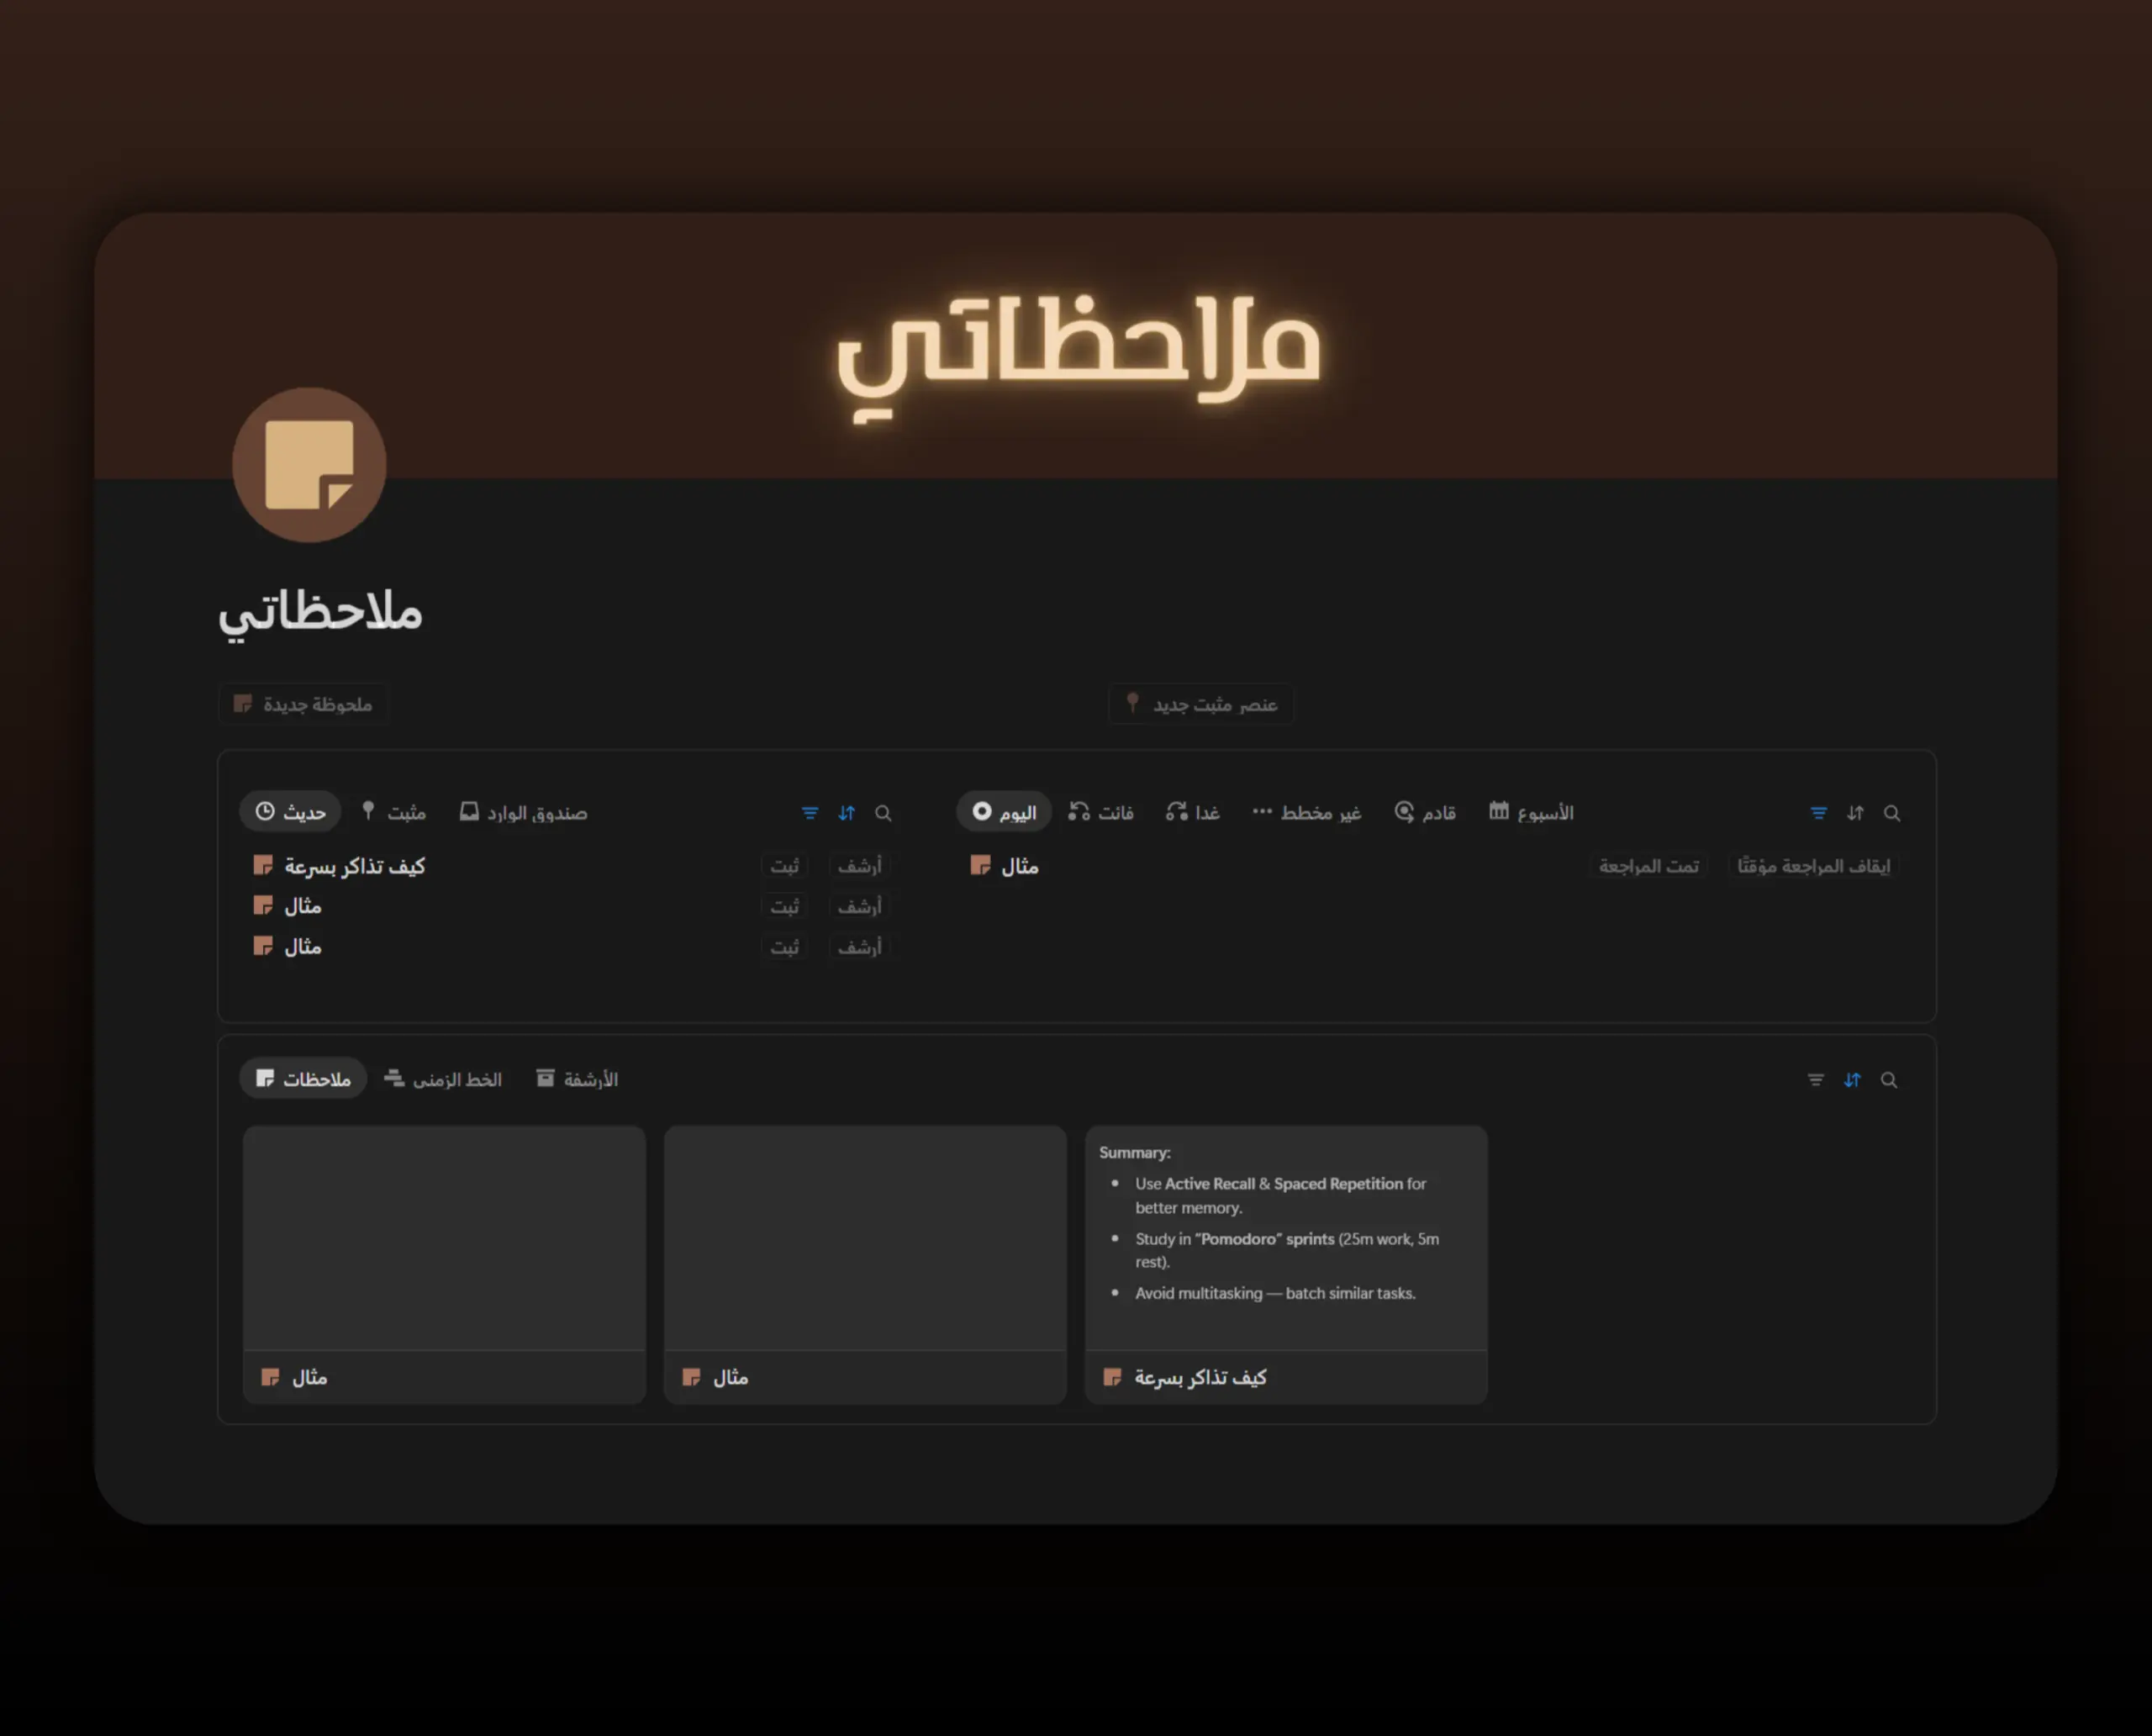 ملاحظاتي
ملاحظاتي
ملحوظة جديدة
عنصر مثبت جديد
حديث مثبت صندوق الوارد
كيف تذاكر بسرعة ثبت أرشف
مثال ثبت أرشف
مثال ثبت أرشف
اليوم فائت غدا غير مخطط قادم الأسبوع
مثال تمت المراجعة إيقاف المراجعة مؤقتًا
ملاحظات الخط الزمني الأرشفة
مثال
مثال
Summary:
• Use Active Recall & Spaced Repetition for
better memory.
• Study in “Pomodoro” sprints (25m work, 5m
rest).
• Avoid multitasking — batch similar tasks.
كيف تذاكر بسرعة